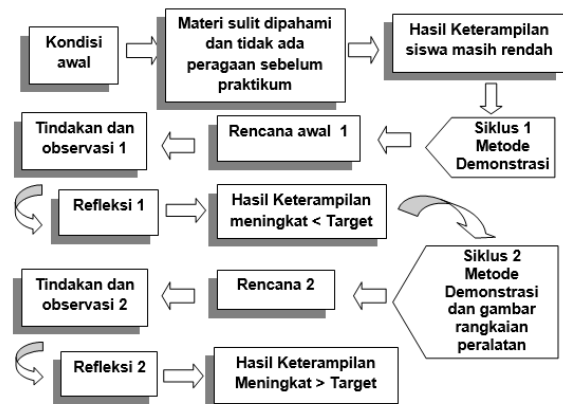 Kondisi
awal
Materi sulit dipahami
dan tidak ada
peragaan sebelum
praktikum
Hasil Keterampilan
siswa masih rendah
Siklus 1
Metode
Demonstrasi
Rencana awal 1
Tindakan dan
observasi 1
Refleksi 1
Hasil Keterampilan
meningkat < Target
Siklus 2
Metode
Demonstrasi
dan gambar
rangkaian
peralatan
Rencana 2
Tindakan dan
observasi 2
Refleksi 2
Hasil Keterampilan
Meningkat > Target